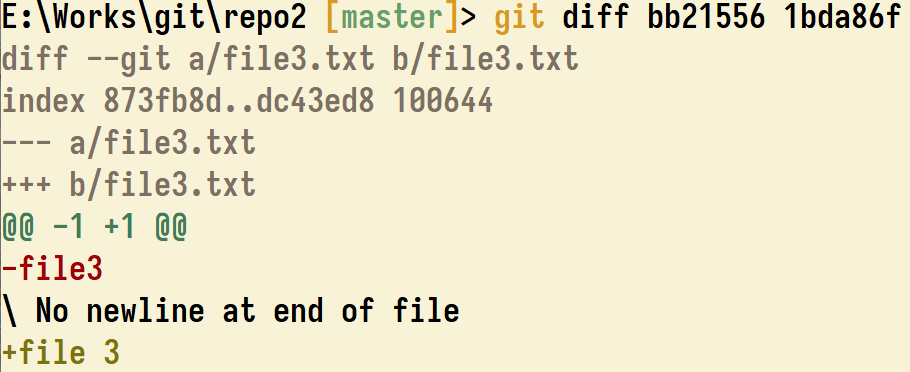 E:\Works\git\repo2 [master]> git diff bb21556 1bda86f
diff --git a/file3.txt b/file3.txt
index 873fb8d..dc43ed8 100644
--- a/file3.txt
+++ b/file3.txt
@@ -1 +1 @@
-file3
\ No newline at end of file
+file 3